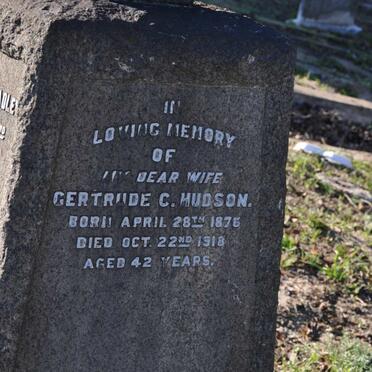 IN
LOVING MEMORY
OF
MY DEAR WIFE
GERTRUDE C. HUDSON.
BORN APRIL 28TH 1876
DIED OCT. 22ND 1918
AGED 42 YEARS.